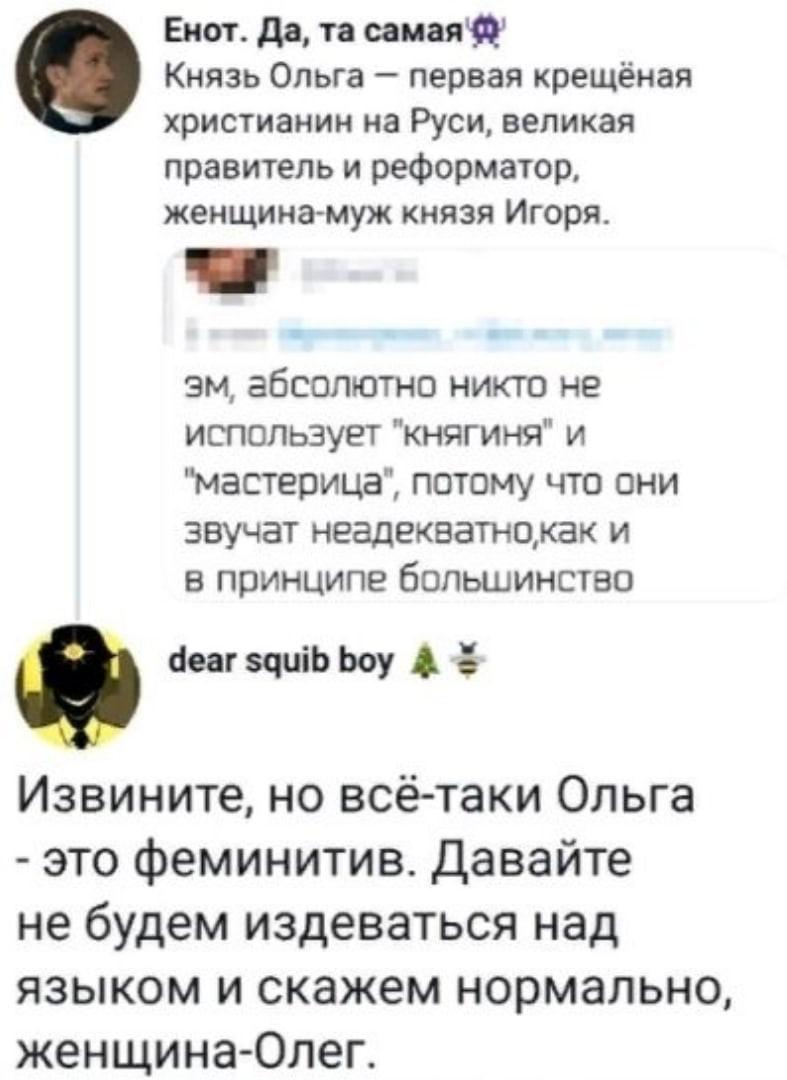 Енот. Да, та самая👾
Князь Ольга – первая крещёная
христианин на Руси, великая
правитель и реформатор,
женщина-муж князя Игоря.
эм, абсолютно никто не
использует "княгиня" и
"мастерица", потому что они
звучат неадекватно,как и
в принципе большинство
dear squib boy 🎄 🐝
Извините, но всё-таки Ольга
- это феминитив. Давайте
не будем издеваться над
языком и скажем нормально,
женщина-Олег.